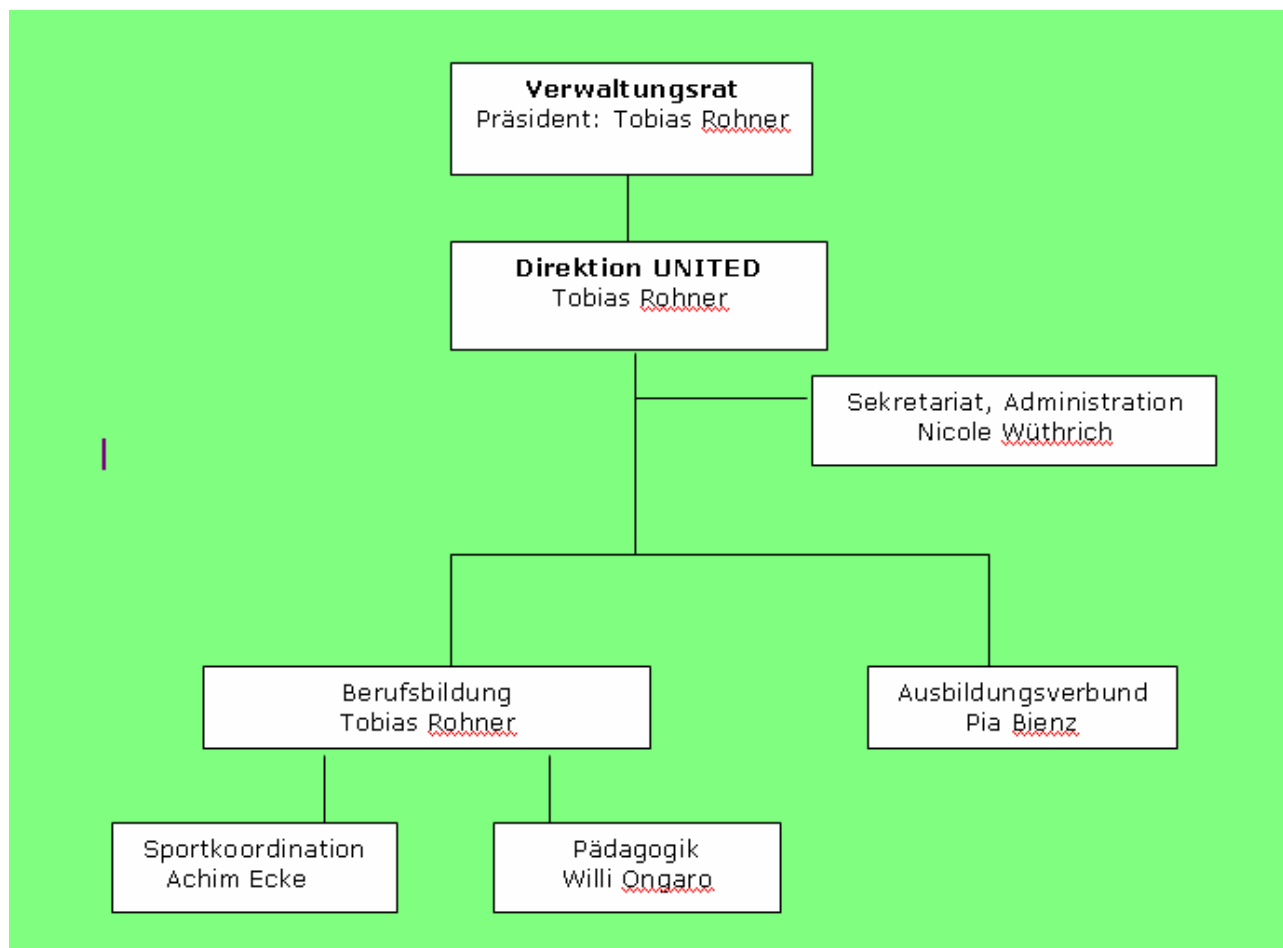 Verwaltungsrat
Präsident: Tobias Rohner
Direktion UNITED
Tobias Rohner
Sekretariat, Administration
Nicole Wüthrich
Berufsbildung
Tobias Rohner
Ausbildungsverbund
Pia Bienz
Sportkoordination
Achim Ecke
Pädagogik
Willi Ongaro